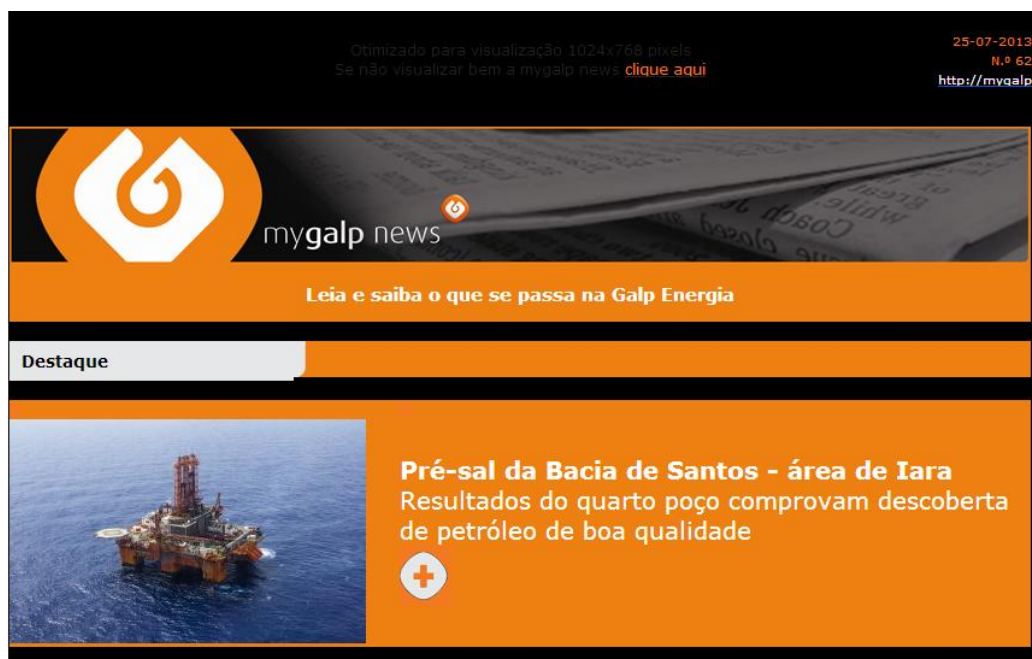 Otimizado para visualização 1024x768 pixels
Se não visualizar bem a mygalp news clique aqui
25-07-2013
N.º 62
http://mygalp
mygalp news
Leia e saiba o que se passa na Galp Energia
Destaque
Pré-sal da Bacia de Santos - área de Iara
Resultados do quarto poço comprovam descoberta
de petróleo de boa qualidade